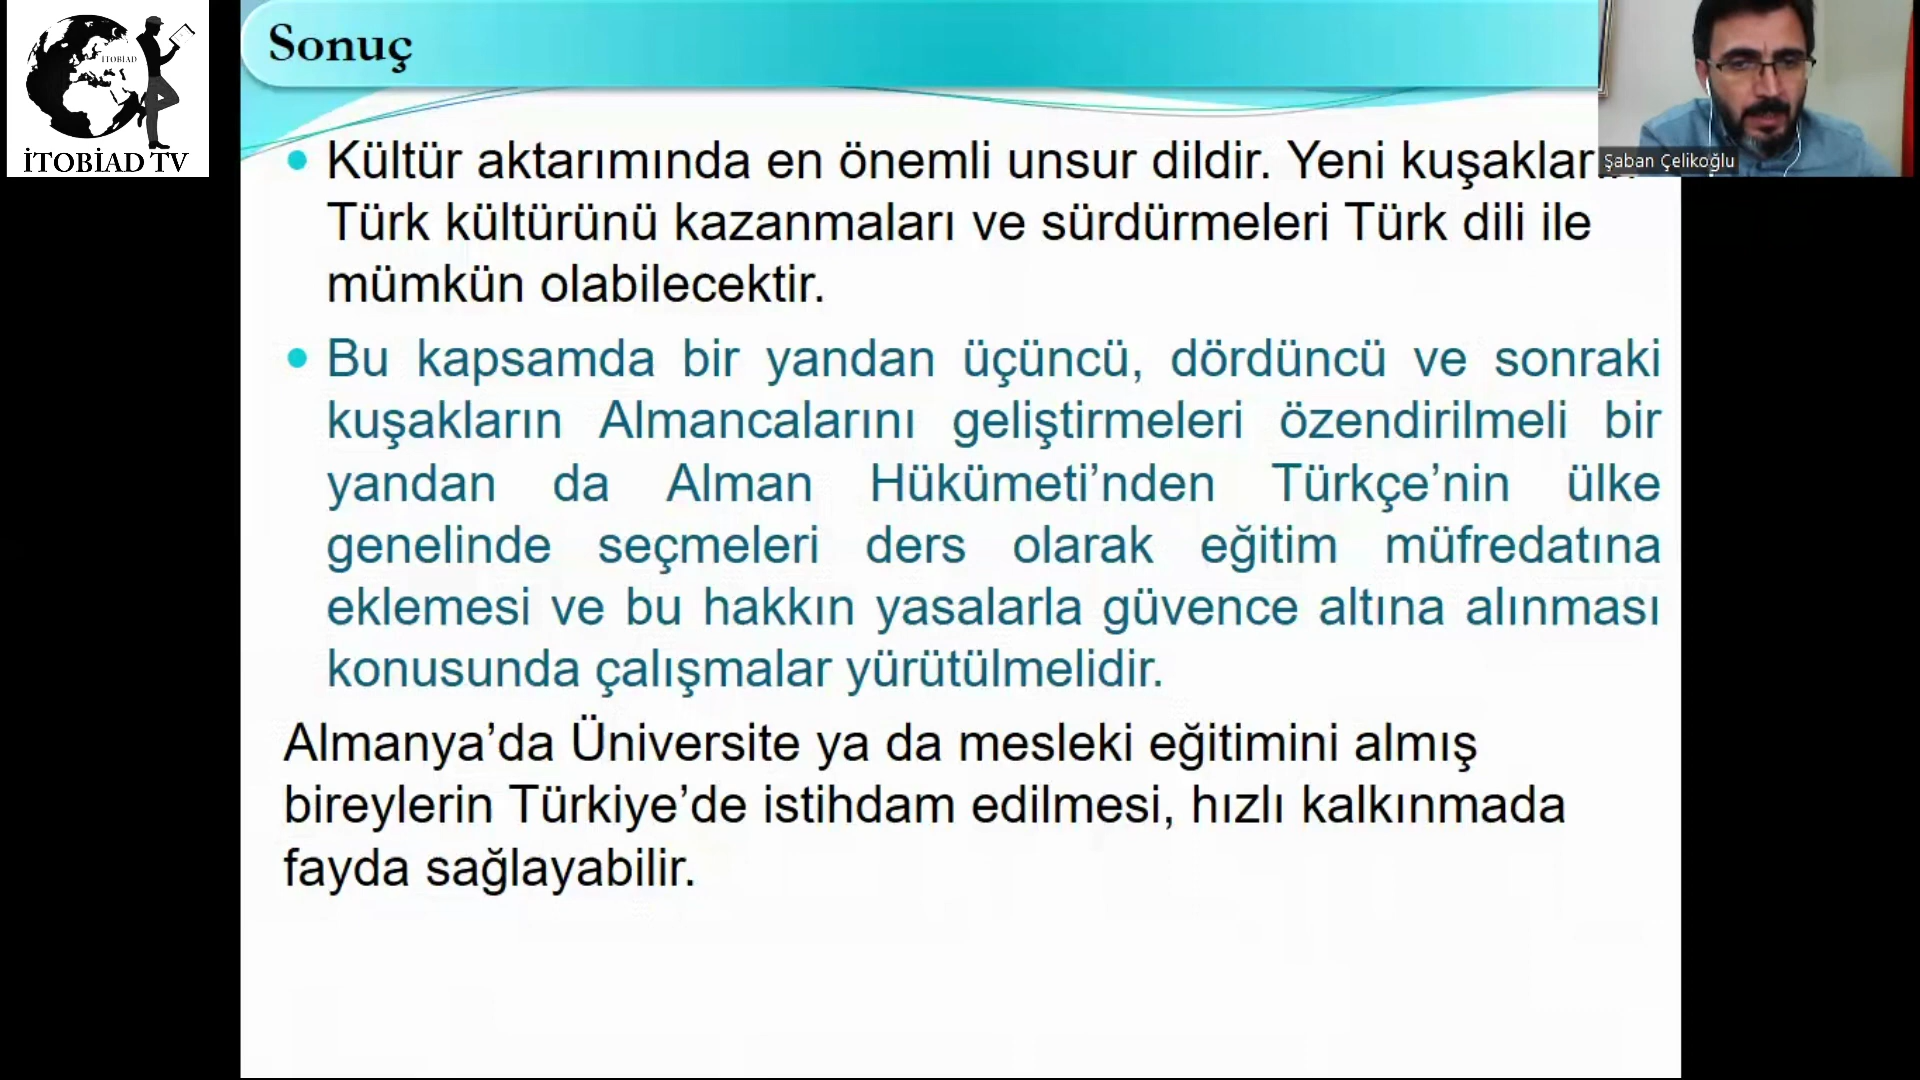 Sonuç
İTOBİAD
İTOBİAD TV
Şaban Çelikoğlu
Kültür aktarımında en önemli unsur dildir. Yeni
Türk kültürünü kazanmaları ve sürdürmeleri Türk dili ile
mümkün olabilecektir.
Bu kapsamda bir yandan üçüncü, dördüncü ve sonraki
kuşakların Almancalarını geliştirmeleri özendirilmeli bir
yandan da Alman Hükümeti’nden Türkçe’nin ülke
genelinde seçmeleri ders olarak eğitim müfredatına
eklemesi ve bu hakkın yasalarla güvence altına alınması
konusunda çalışmalar yürütülmelidir.
Almanya’da Üniversite ya da mesleki eğitimini almış
bireylerin Türkiye’de istihdam edilmesi, hızlı kalkınmada
fayda sağlayabilir.